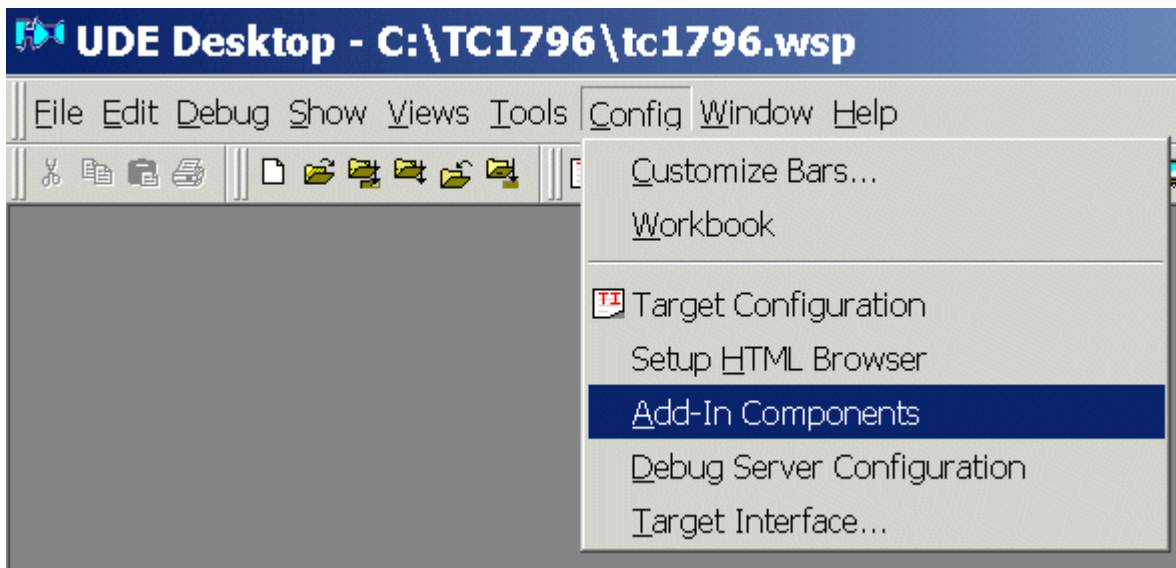 UDE Desktop - C:\TC1796\tc1796.wsp
File Edit Debug Show Views Tools Config Window Help
Customize Bars...
Workbook
Target Configuration
Setup HTML Browser
Add-In Components
Debug Server Configuration
Target Interface...